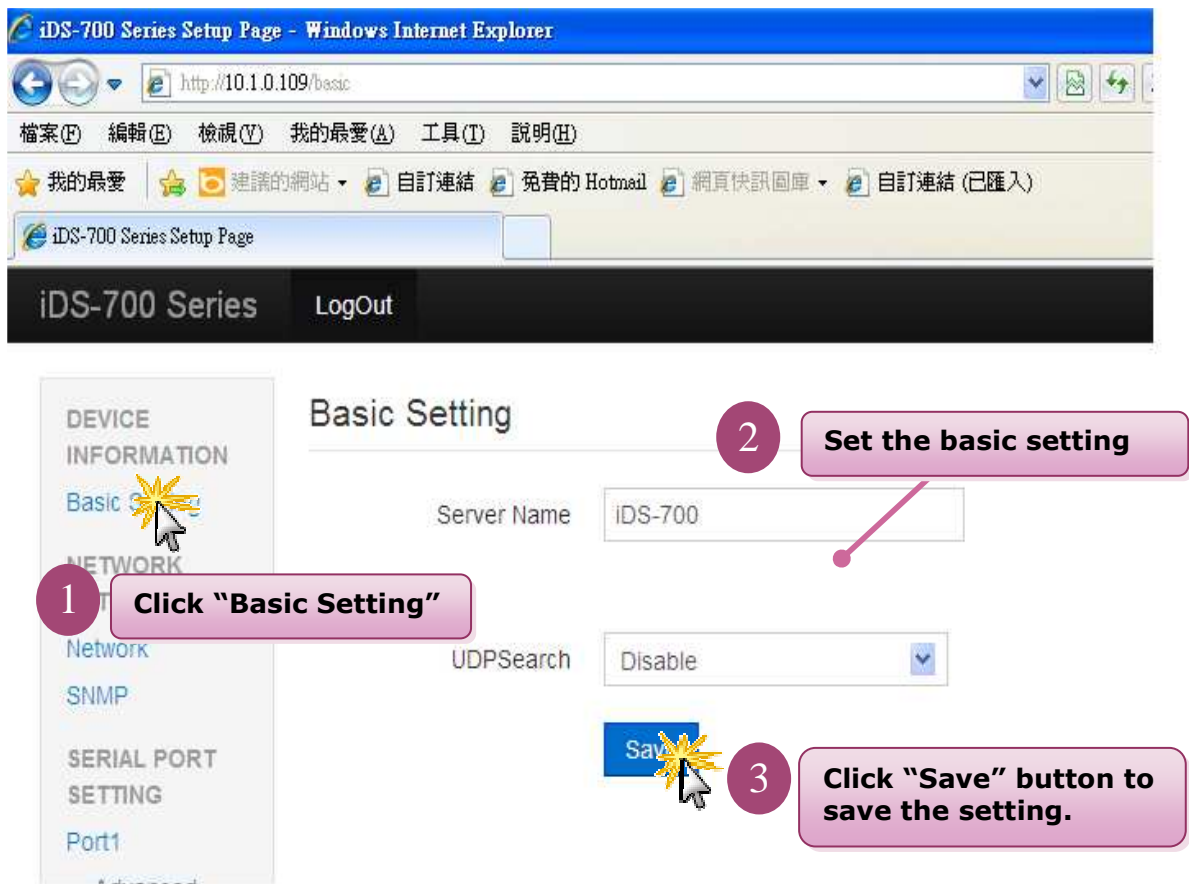 iDS-700 Series Setup Page - Windows Internet Explorer
http://10.1.0.109/basic
檔案(F) 編輯(E) 檢視(V) 我的最愛(A) 工具(T) 說明(H)
我的最愛 建議的網站 自訂連結 免費的 Hotmail 網頁快訊圖庫 自訂連結 (已匯入)
iDS-700 Series Setup Page
iDS-700 Series LogOut
DEVICE
INFORMATION
Basic
NETWORK
Network
SNMP
SERIAL PORT
SETTING
Port1
Advanced
Basic Setting
2 Set the basic setting
Server Name iDS-700
1 Click “Basic Setting”
UDPSearch Disable
Save
3 Click “Save” button to
save the setting.